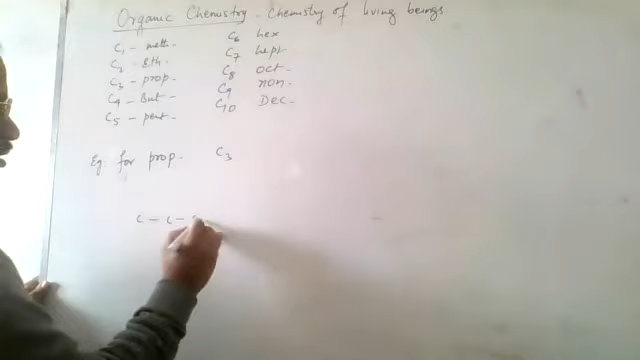 Organic Chemistry - Chemistry of living beings
C1 - meth -
C2 - Eth -
C3 - prop -
C4 - But -
C5 - pent -
C6 hex
C7 hept
C8 oct -
C9 non -
C10 Dec -
Eg: for prop - C3
C - C -